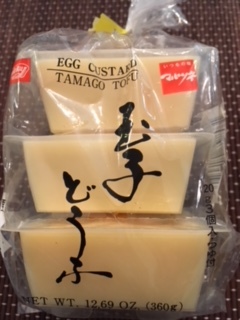 EGG CUSTARD
TAMAGO TOFU
玉子
どうふ
NET WT. 12.69 OZ. (360g)